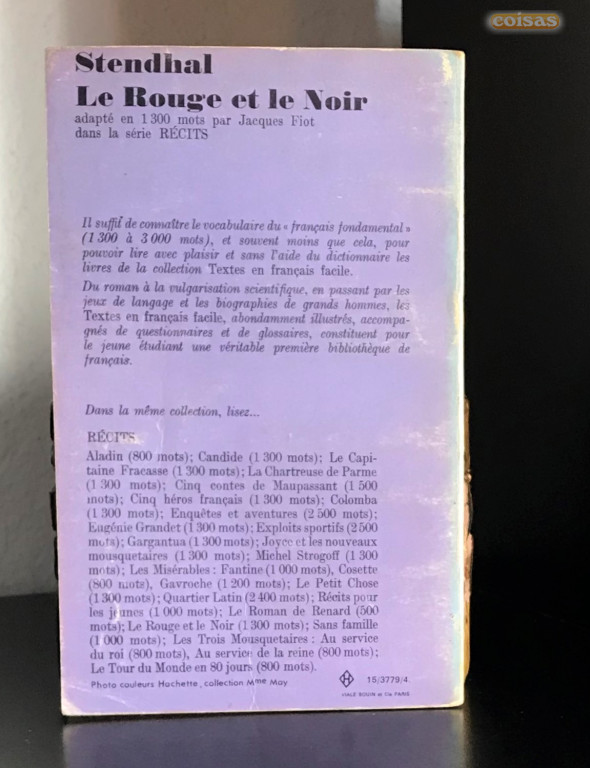 coisas
Stendhal
Le Rouge et le Noir
adapté en 1 300 mots par Jacques Fiot
dans la série RÉCITS
Il suffit de connaître le vocabulaire du « français fondamental »
(1 300 à 3 000 mots), et souvent moins que cela, pour
pouvoir lire avec plaisir et sans l'aide du dictionnaire les
livres de la collection Textes en français facile.
Du roman à la vulgarisation scientifique, en passant par les
jeux de langage et les biographies de grands hommes, les
Textes en français facile, abondamment illustrés, accompa-
gnés de questionnaires et de glossaires, constituent pour
le jeune étudiant une véritable première bibliothèque de
français.
Dans la même collection, lisez...
RÉCITS
Aladin (800 mots); Candide (1 300 mots); Le Capi-
taine Fracasse (1 300 mots); La Chartreuse de Parme
(1 300 mots); Cinq contes de Maupassant (1 500
mots); Cinq héros français (1 300 mots); Colomba
(1 300 mots); Enquêtes et aventures (2 500 mots);
Eugénie Grandet (1 300 mots); Exploits sportifs (2 500
mots); Gargantua (1 300 mots); Joyce et les nouveaux
mousquetaires (1 300 mots); Michel Strogoff (1 300
mots); Les Misérables : Fantine (1 000 mots), Cosette
(800 mots), Gavroche (1 200 mots); Le Petit Chose
(1 300 mots); Quartier Latin (2 400 mots); Récits pour
les jeunes (1 000 mots); Le Roman de Renard (500
mots); Le Rouge et le Noir (1 300 mots); Sans famille
(1 000 mots); Les Trois Mousquetaires : Au service
du roi (800 mots), Au service de la reine (800 mots);
Le Tour du Monde en 80 jours (800 mots).
Photo couleurs Hachette, collection Mme May
H 15/3779/4
et Cie PARIS